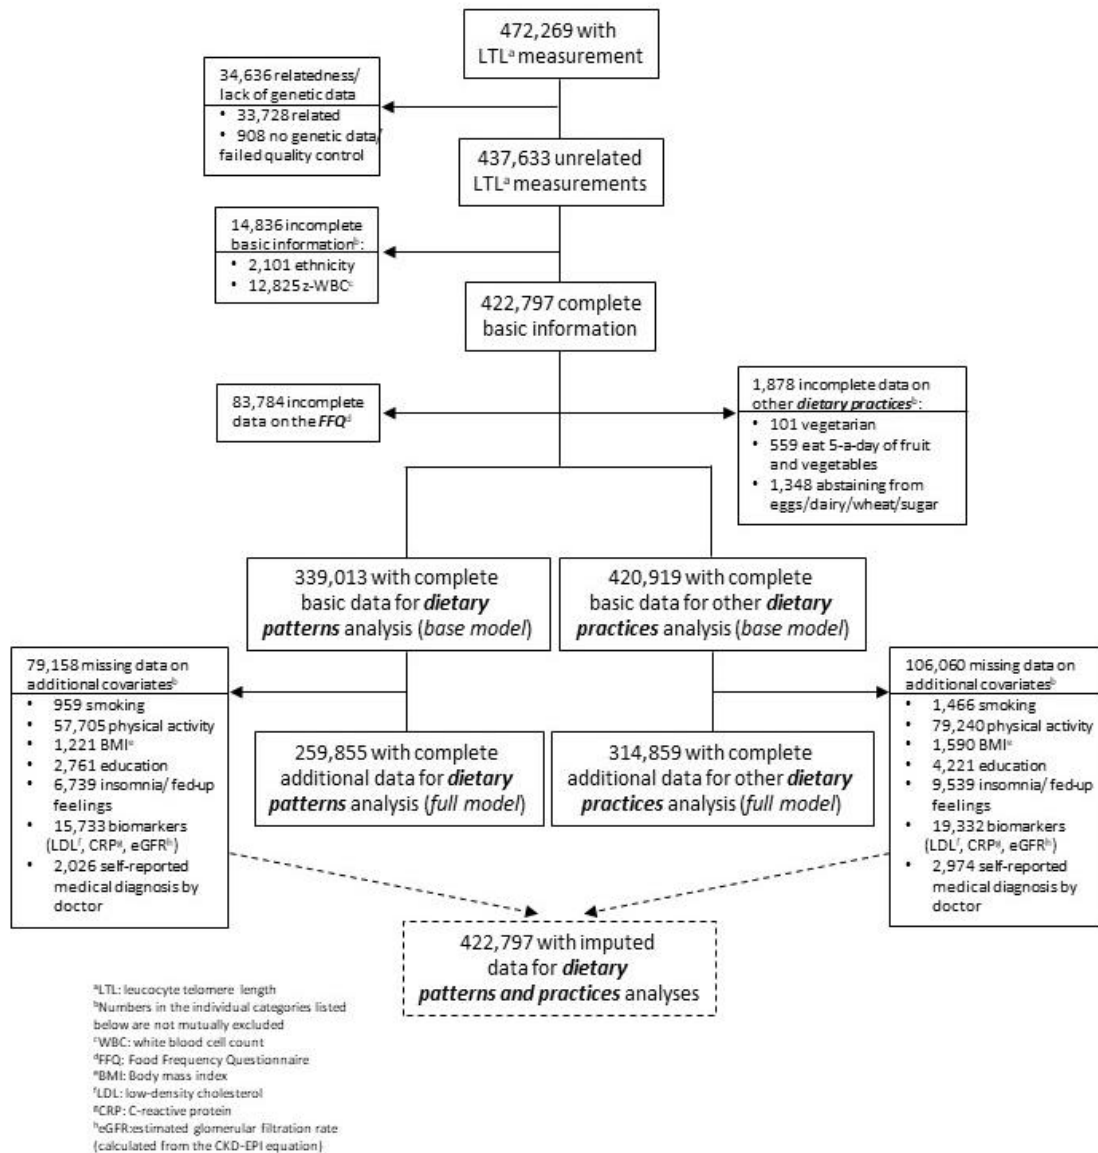 472,269 with
LTLᵃ measurement
34,636 relatedness/
lack of genetic data
• 33,728 related
• 908 no genetic data/
failed quality control
437,633 unrelated
LTLᵃ measurements
14,836 incomplete
basic informationᵇ:
• 2,101 ethnicity
• 12,825 z-WBCᶜ
422,797 complete
basic information
83,784 incomplete
data on the FFQᵈ
1,878 incomplete data on
other dietary practicesᵇ:
• 101 vegetarian
• 559 eat 5-a-day of fruit
and vegetables
• 1,348 abstaining from
eggs/dairy/wheat/sugar
339,013 with complete
basic data for dietary
patterns analysis (base model)
420,919 with complete
basic data for other dietary
practices analysis (base model)
79,158 missing data on
additional covariatesᵇ
• 959 smoking
• 57,705 physical activity
• 1,221 BMIᵉ
• 2,761 education
• 6,739 insomnia/ fed-up
feelings
• 15,733 biomarkers
(LDLᶠ, CRPᵍ, eGFRʰ)
• 2,026 self-reported
medical diagnosis by
doctor
259,855 with complete
additional data for dietary
patterns analysis (full model)
314,859 with complete
additional data for other dietary
practices analysis (full model)
106,060 missing data on
additional covariatesᵇ
• 1,466 smoking
• 79,240 physical activity
• 1,590 BMIᵉ
• 4,221 education
• 9,539 insomnia/ fed-up
feelings
• 19,332 biomarkers
(LDLᶠ, CRPᵍ, eGFRʰ)
• 2,974 self-reported
medical diagnosis by
doctor
422,797 with imputed
data for dietary
patterns and practices analyses
ᵃLTL: leucocyte telomere length
ᵇNumbers in the individual categories listed
below are not mutually excluded
ᶜWBC: white blood cell count
ᵈFFQ: Food Frequency Questionnaire
ᵉBMI: Body mass index
ᶠLDL: low-density cholesterol
ᵍCRP: C-reactive protein
ʰeGFR:estimated glomerular filtration rate
(calculated from the CKD-EPI equation)